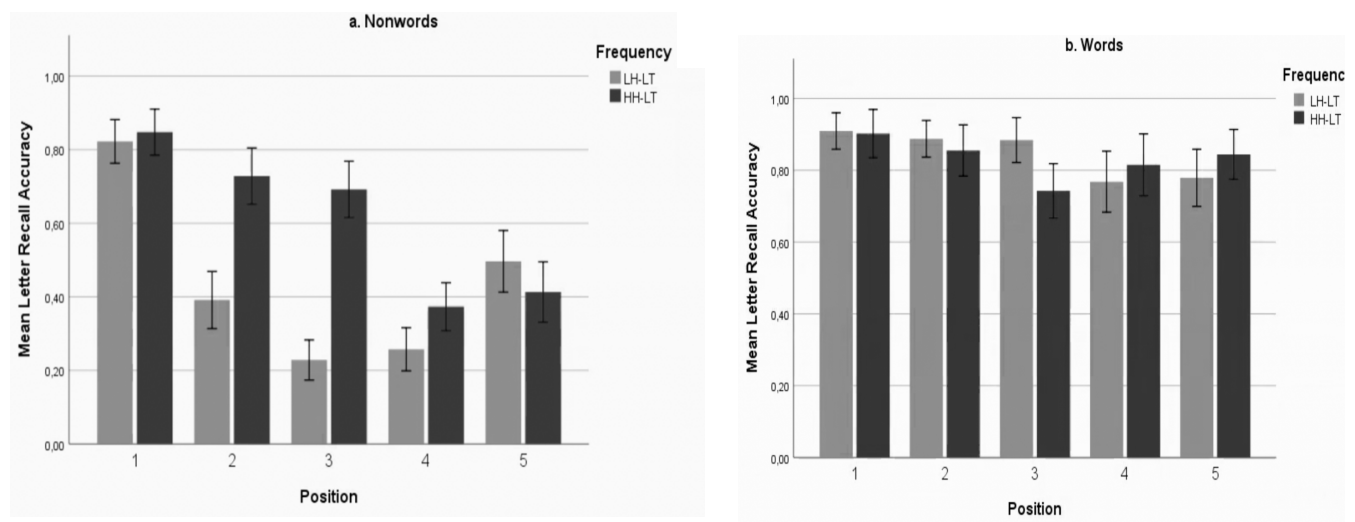 a. Nonwords
Frequency
LH-LT
HH-LT
Mean Letter Recall Accuracy
1,00
0,80
0,60
0,40
0,20
0,00
1 2 3 4 5
Position
b. Words
Frequenc
LH-LT
HH-LT
Mean Letter Recall Accuracy
1,00
0,80
0,60
0,40
0,20
0,00
1 2 3 4 5
Position